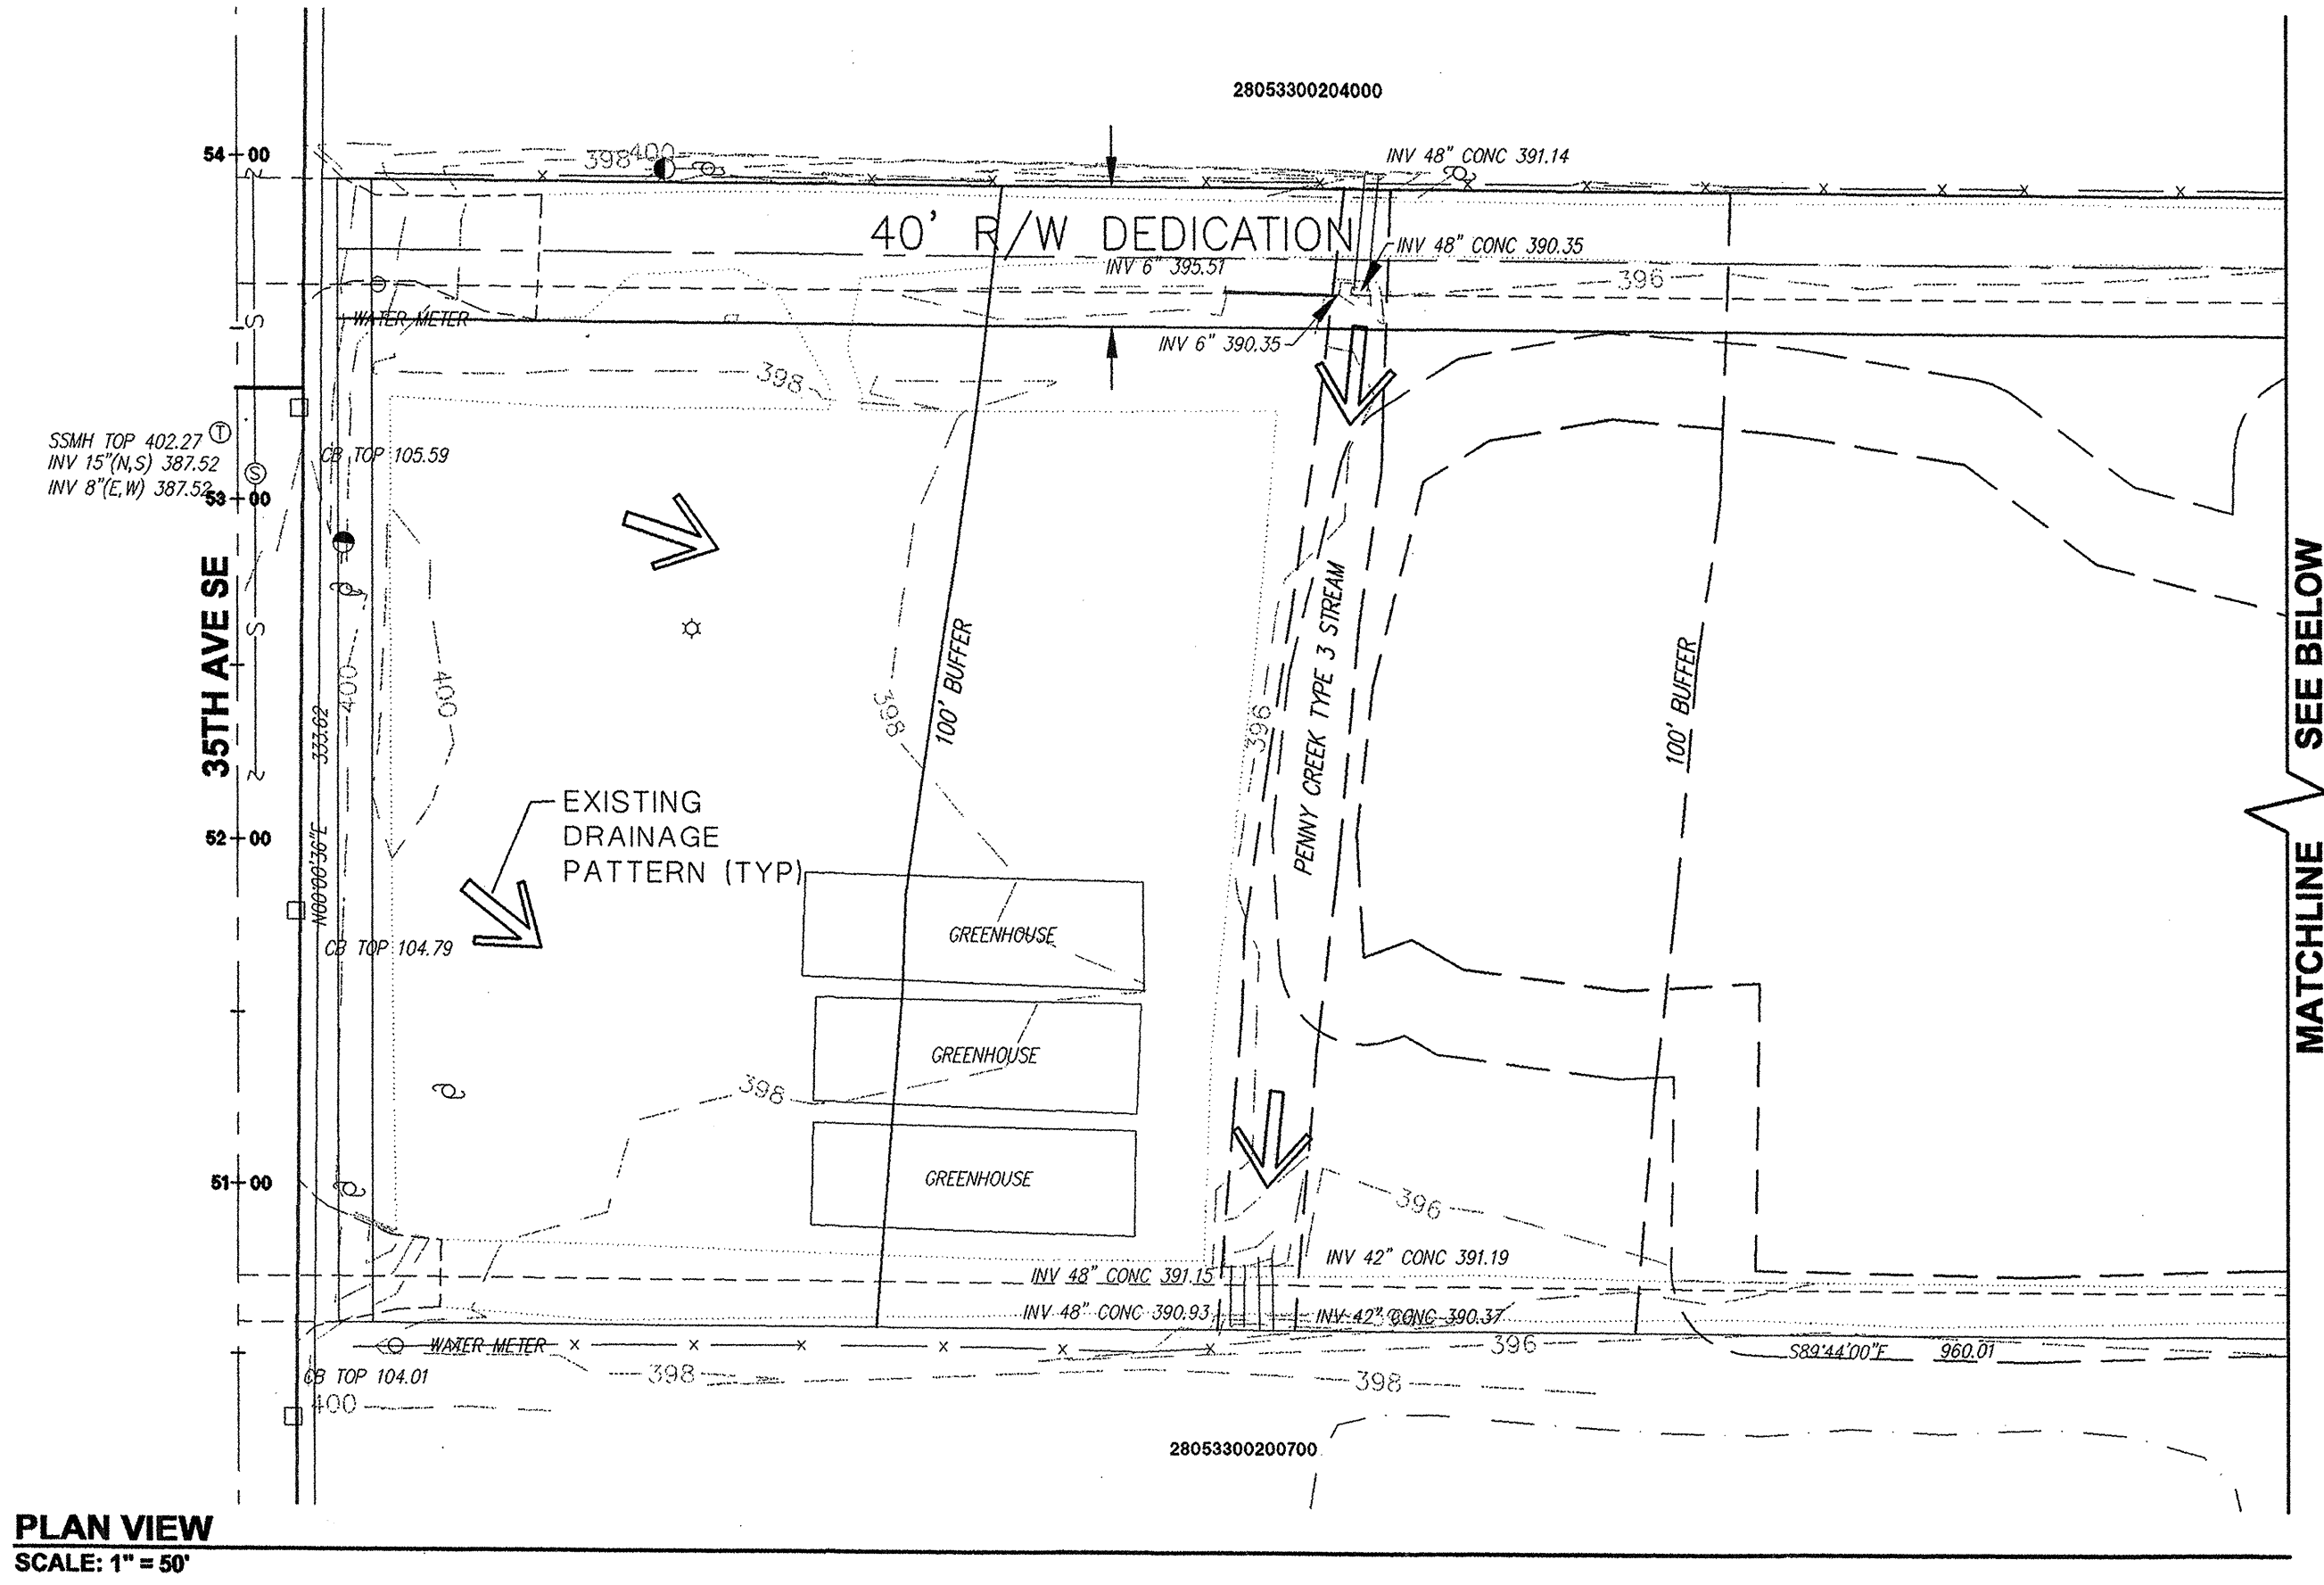 28053300204000
54+00
398
400
INV 48" CONC 391.14
40' R/W DEDICATION
INV 48" CONC 390.35
INV 6" 395.51
396
WATER METER
INV 6" 390.35
398
SSMH TOP 402.27
INV 15"(N,S) 387.52
INV 8"(E,W) 387.52
T
S
S
CB TOP 105.59
53+00
S
35TH AVE SE
N00°00'36"E 333.62
400
400
398
100' BUFFER
396
PENNY CREEK TYPE 3 STREAM
100' BUFFER
MATCHLINE SEE BELOW
52+00
EXISTING
DRAINAGE
PATTERN (TYP)
CB TOP 104.79
GREENHOUSE
GREENHOUSE
398
GREENHOUSE
51+00
396
INV 42" CONC 391.19
INV 48" CONC 391.15
INV 48" CONC 390.93
INV 42" CONC 390.37
WATER METER
396
S89°44'00"E 960.01
CB TOP 104.01
398
398
400
28053300200700
PLAN VIEW
SCALE: 1" = 50'